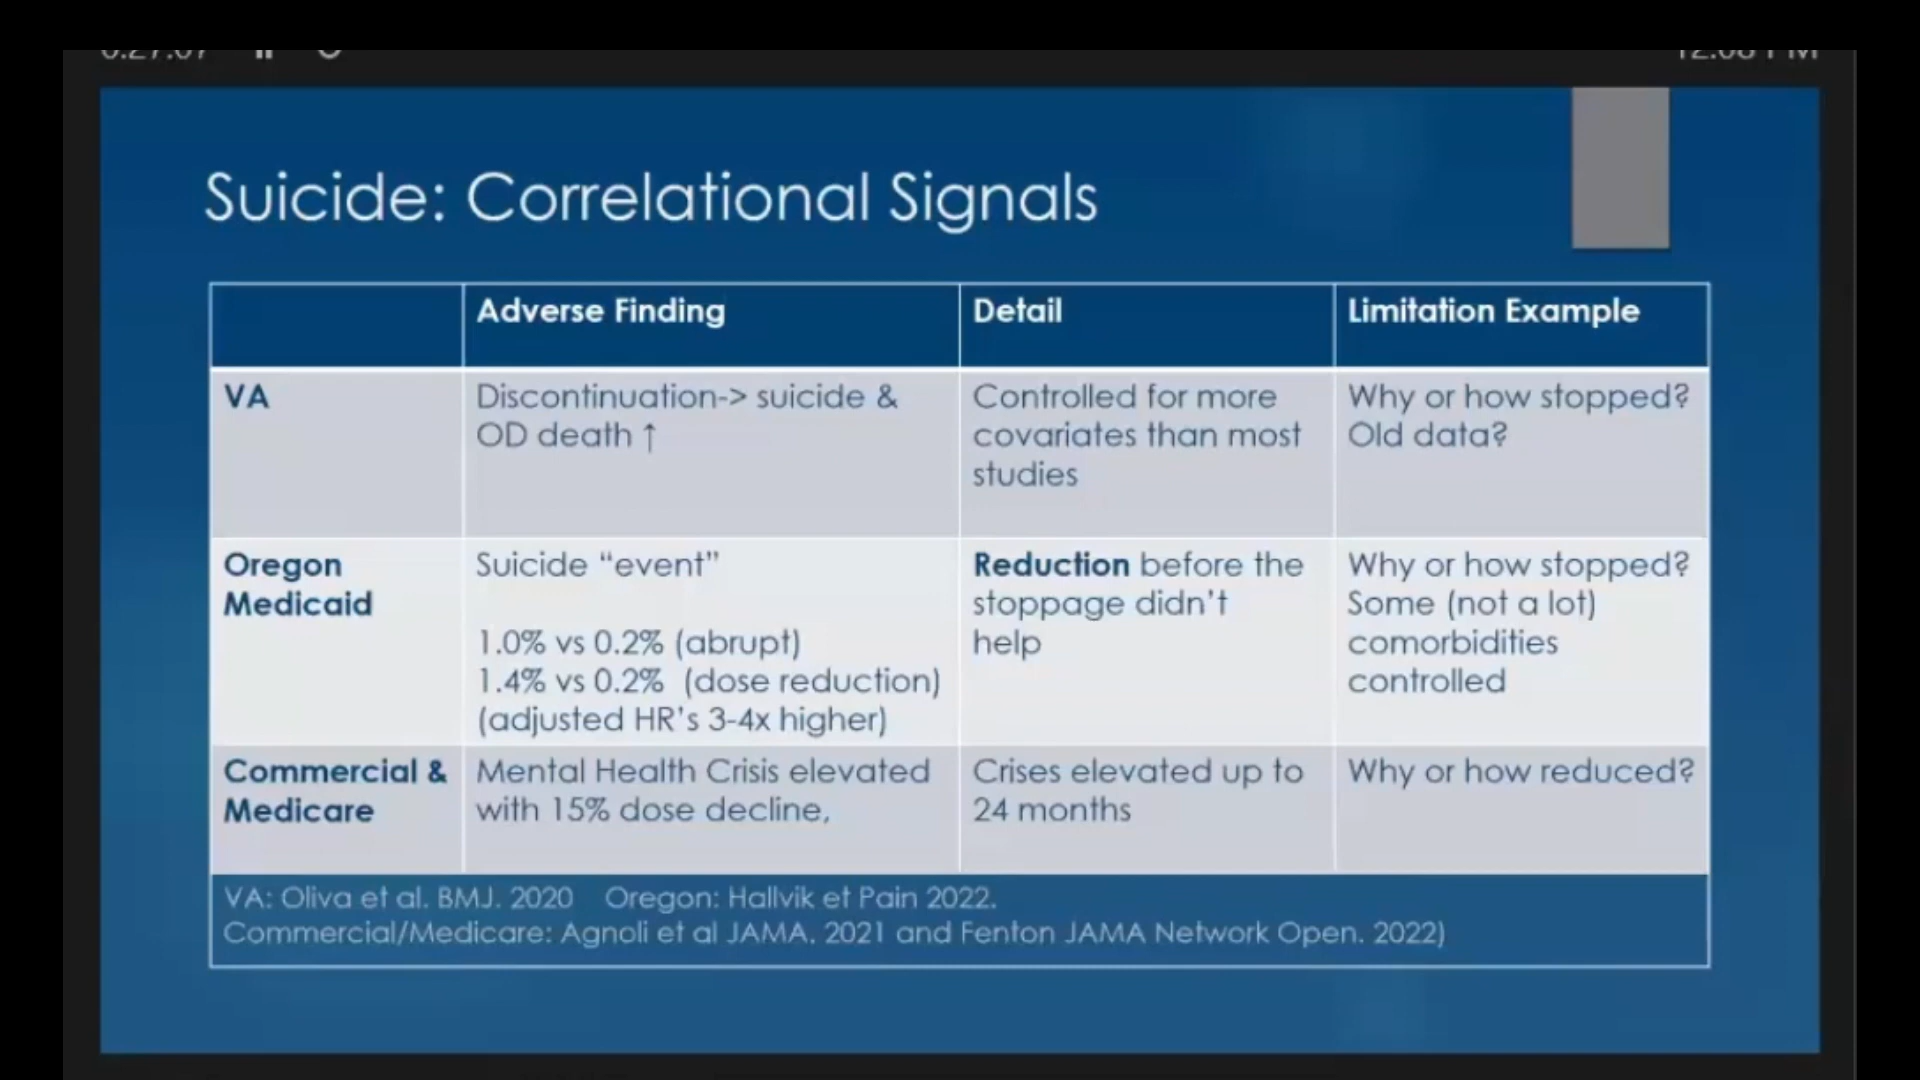 Suicide: Correlational Signals
Adverse Finding
Detail
Limitation Example
VA
Discontinuation-> suicide &
OD death ↑
Controlled for more
covariates than most
studies
Why or how stopped?
Old data?
Oregon
Medicaid
Suicide “event”
1.0% vs 0.2% (abrupt)
1.4% vs 0.2% (dose reduction)
(adjusted HR’s 3-4x higher)
Reduction before the
stoppage didn’t
help
Why or how stopped?
Some (not a lot)
comorbidities
controlled
Commercial &
Medicare
Mental Health Crisis elevated
with 15% dose decline,
Crises elevated up to
24 months
Why or how reduced?
VA: Oliva et al. BMJ. 2020 Oregon: Hallvik et Pain 2022.
Commercial/Medicare: Agnoli et al JAMA. 2021 and Fenton JAMA Network Open. 2022)